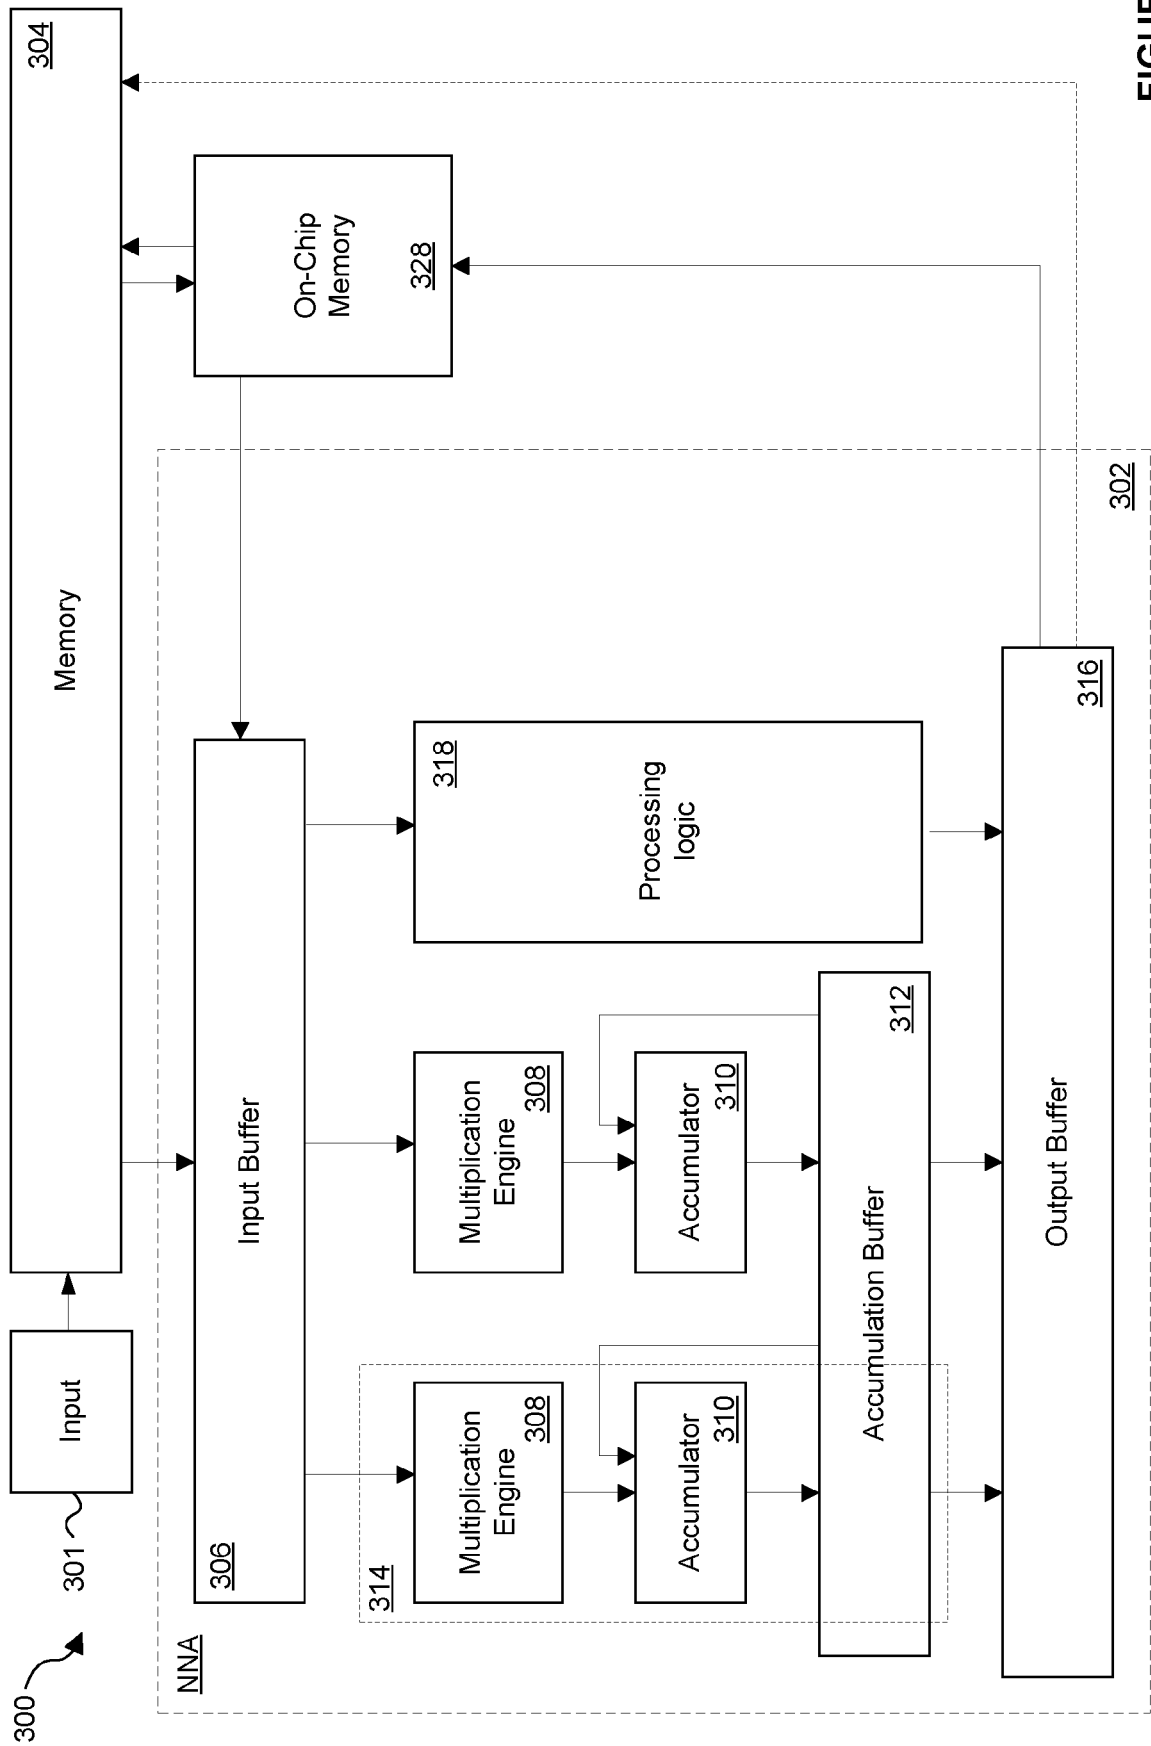 300
301
Input
Memory
304
NNA
306
Input Buffer
On-Chip
Memory
328
314
Multiplication
Engine
308
Multiplication
Engine
308
318
Processing
logic
Accumulator
310
Accumulator
310
Accumulation Buffer
312
Output Buffer
316
302